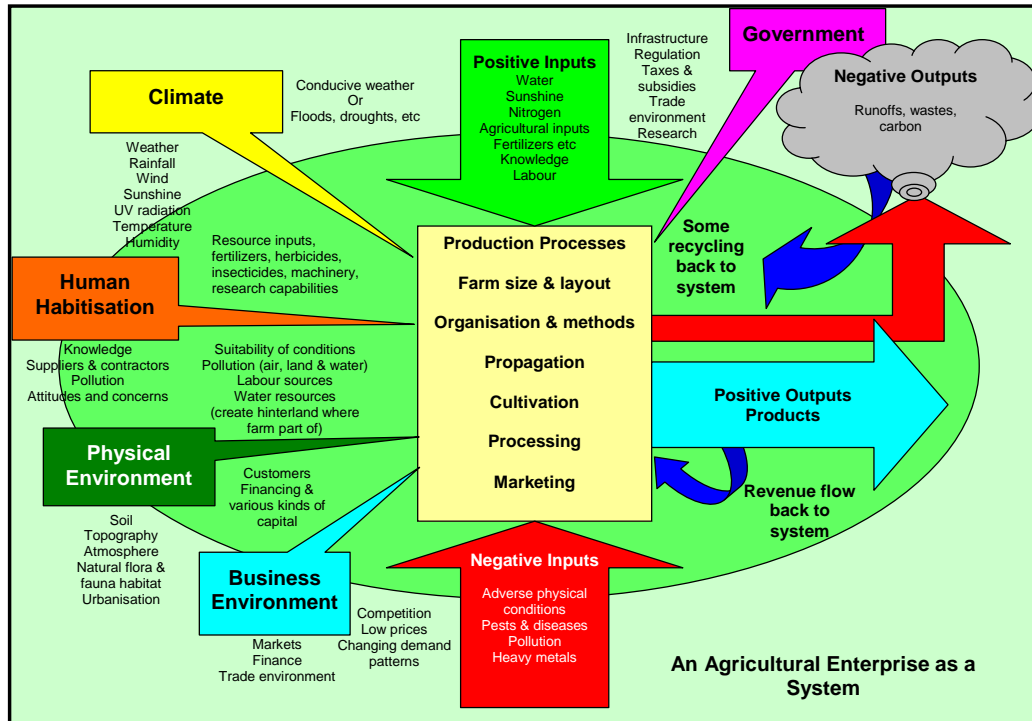 Government
Infrastructure
Regulation
Taxes &
subsidies
Trade
environment
Research
Positive Inputs
Water
Sunshine
Nitrogen
Agricultural inputs
Fertilizers etc
Knowledge
Labour
Negative Outputs
Runoffs, wastes,
carbon
Climate
Conducive weather
Or
Floods, droughts, etc
Weather
Rainfall
Wind
Sunshine
UV radiation
Temperature
Humidity
Resource inputs,
fertilizers, herbicides,
insecticides, machinery,
research capabilities
Human
Habitisation
Knowledge
Suppliers & contractors
Pollution
Attitudes and concerns
Suitability of conditions
Pollution (air, land & water)
Labour sources
Water resources
(create hinterland where
farm part of)
Physical
Environment
Soil
Topography
Atmosphere
Natural flora &
fauna habitat
Urbanisation
Customers
Financing &
various kinds of
capital
Business
Environment
Markets
Finance
Trade environment
Competition
Low prices
Changing demand
patterns
Production Processes
Farm size & layout
Organisation & methods
Propagation
Cultivation
Processing
Marketing
Some
recycling
back to
system
Positive Outputs
Products
Revenue flow
back to
system
Negative Inputs
Adverse physical
conditions
Pests & diseases
Pollution
Heavy metals
An Agricultural Enterprise as a
System